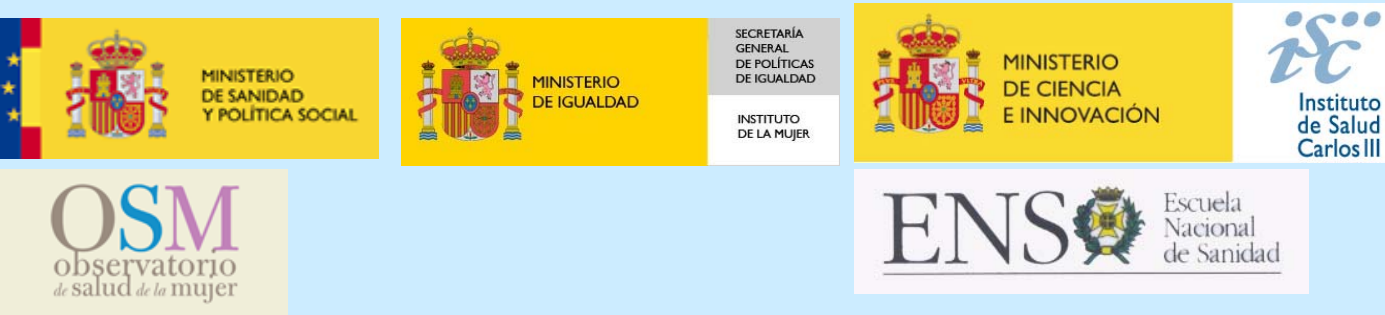 MINISTERIO
DE SANIDAD
Y POLÍTICA SOCIAL
MINISTERIO
DE IGUALDAD
SECRETARÍA
GENERAL
DE POLÍTICAS
DE IGUALDAD
INSTITUTO
DE LA MUJER
MINISTERIO
DE CIENCIA
E INNOVACIÓN
isc
Instituto
de Salud
Carlos III
OSM
observatorio
de salud de la mujer
ENS
Escuela
Nacional
de Sanidad